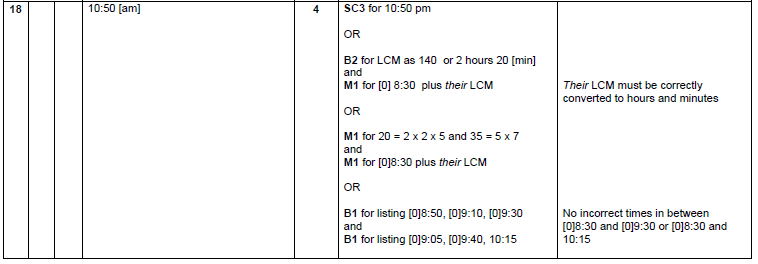 18 10:50 [am] 4 SC3 for 10:50 pm
OR
B2 for LCM as 140 or 2 hours 20 [min]
and
M1 for [0] 8:30 plus their LCM
Their LCM must be correctly
converted to hours and minutes
OR
M1 for 20 = 2 x 2 x 5 and 35 = 5 x 7
and
M1 for [0]8:30 plus their LCM
OR
B1 for listing [0]8:50, [0]9:10, [0]9:30
and
B1 for listing [0]9:05, [0]9:40, 10:15
No incorrect times in between
[0]8:30 and [0]9:30 or [0]8:30 and
10:15